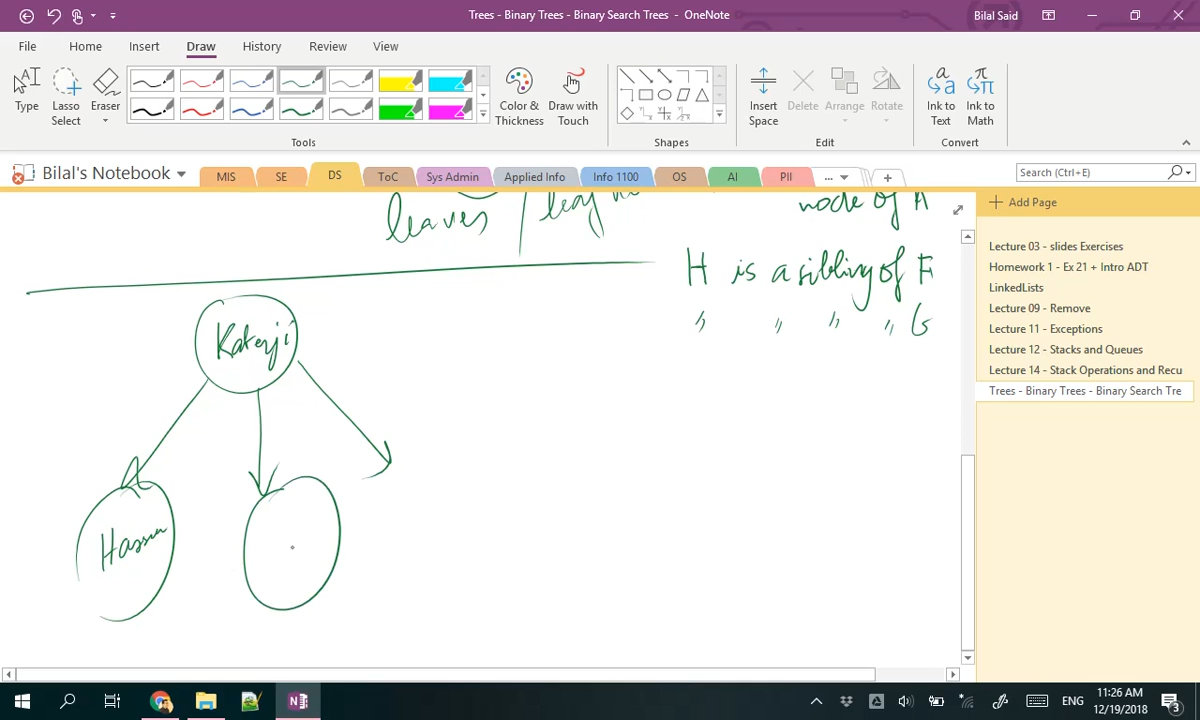 Trees - Binary Trees - Binary Search Trees - OneNote
Bilal Said
File Home Insert Draw History Review View
Type Lasso Select Eraser
Color & Thickness Draw with Touch
Insert Space Delete Arrange Rotate
Ink to Text Ink to Math
Tools Shapes Edit Convert
Bilal's Notebook
MIS SE DS ToC Sys Admin Applied Info Info 1100 OS AI PII ...
Search (Ctrl+E)
Add Page
Lecture 03 - slides Exercises
Homework 1 - Ex 21 + Intro ADT
LinkedLists
Lecture 09 - Remove
Lecture 11 - Exceptions
Lecture 12 - Stacks and Queues
Lecture 14 - Stack Operations and Recu
Trees - Binary Trees - Binary Search Tre
leaves / leaf
node of
H is a sibling of
" " " "
Katerji
Hassan
ENG
11:26 AM
12/19/2018
3